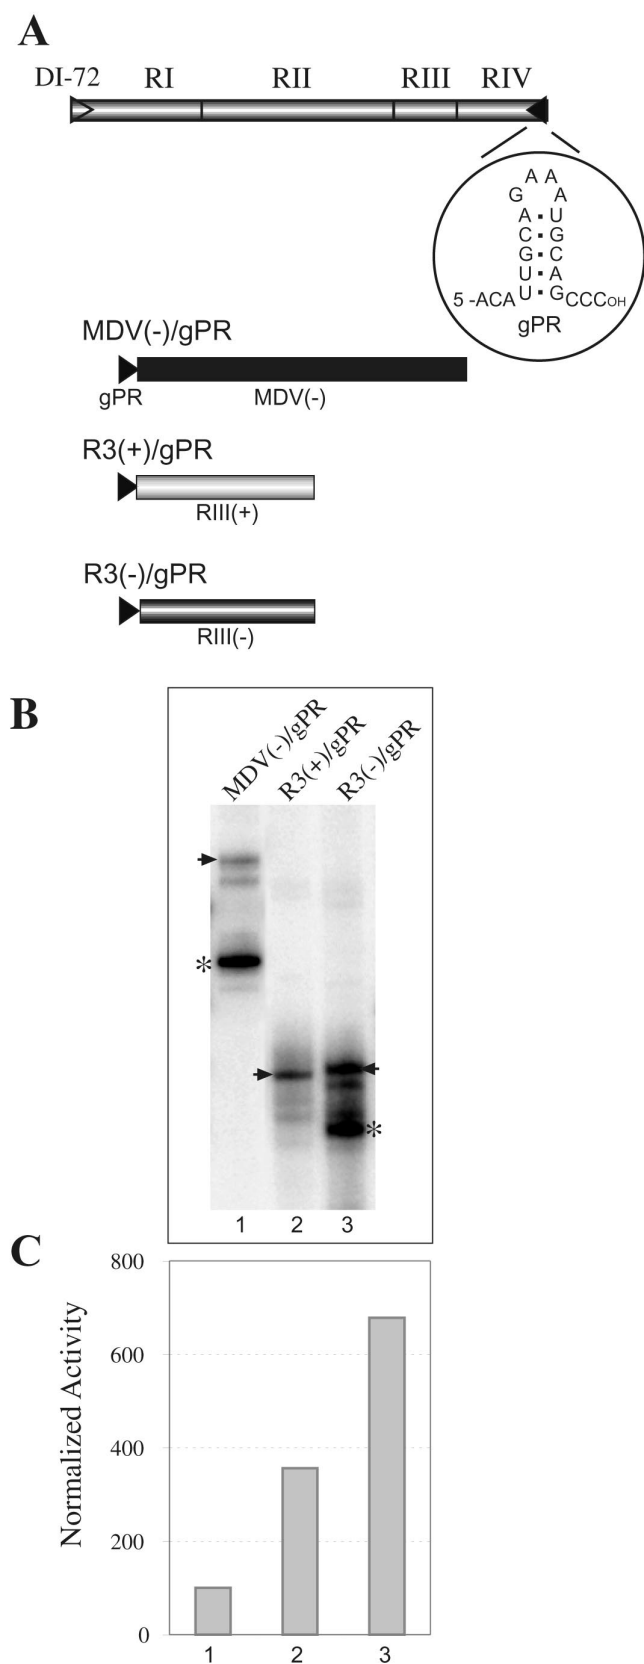 A
DI-72 RI RII RIII RIV
A A
G A
A U
C G
G C
U A
5 -ACA U G CCCOH
gPR
MDV(-)/gPR
gPR MDV(-)
R3(+)/gPR
RIII(+)
R3(-)/gPR
RIII(-)
B
MDV(-)/gPR
R3(+)/gPR
R3(-)/gPR
*
*
1 2 3
C
Normalized Activity
800
600
400
200
0
1 2 3